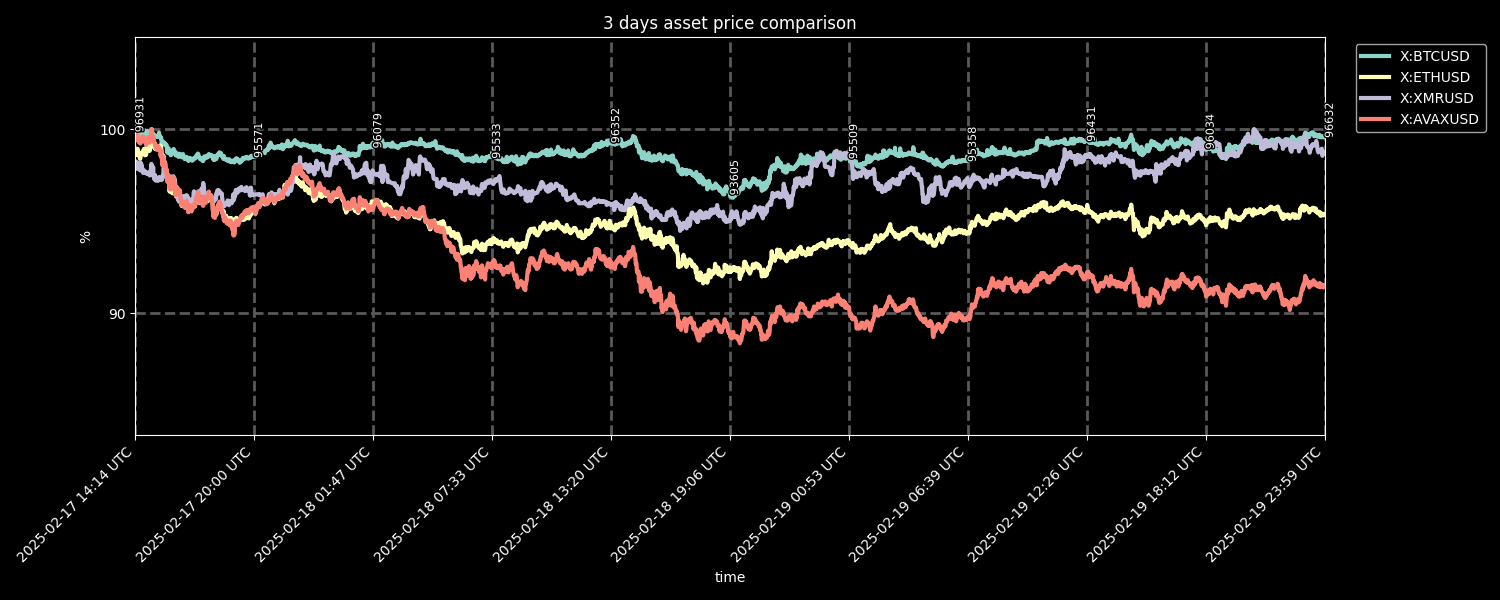 3 days asset price comparison
X:BTCUSD
X:ETHUSD
X:XMRUSD
X:AVAXUSD
100
90
%
96931
95571
96079
95533
96352
93605
95509
95358
96431
96034
96632
2025-02-17 14:14 UTC
2025-02-17 20:00 UTC
2025-02-18 01:47 UTC
2025-02-18 07:33 UTC
2025-02-18 13:20 UTC
2025-02-18 19:06 UTC
2025-02-19 00:53 UTC
2025-02-19 06:39 UTC
2025-02-19 12:26 UTC
2025-02-19 18:12 UTC
2025-02-19 23:59 UTC
time